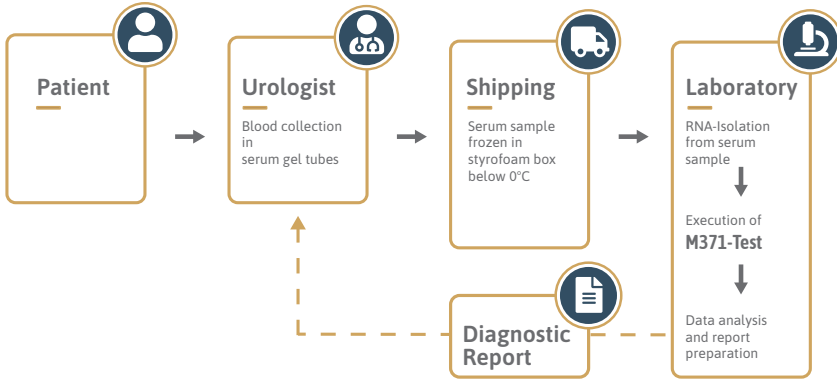 Patient
Urologist
Blood collection
in
serum gel tubes
Shipping
Serum sample
frozen in
styrofoam box
below 0°C
Laboratory
RNA-Isolation
from serum
sample
Execution of
M371-Test
Data analysis
and report
preparation
Diagnostic
Report